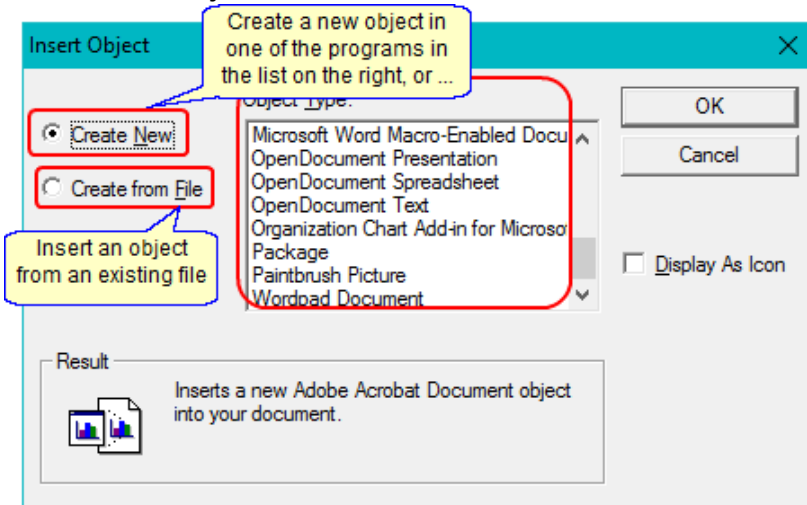 Create a new object in
one of the programs in
the list on the right, or ...
Insert Object
Object Type:
Create New
Create from File
Microsoft Word Macro-Enabled Docu
OpenDocument Presentation
OpenDocument Spreadsheet
OpenDocument Text
Organization Chart Add-in for Microsof
Package
Paintbrush Picture
Wordpad Document
OK
Cancel
Insert an object
from an existing file
Display As Icon
Result
Inserts a new Adobe Acrobat Document object
into your document.